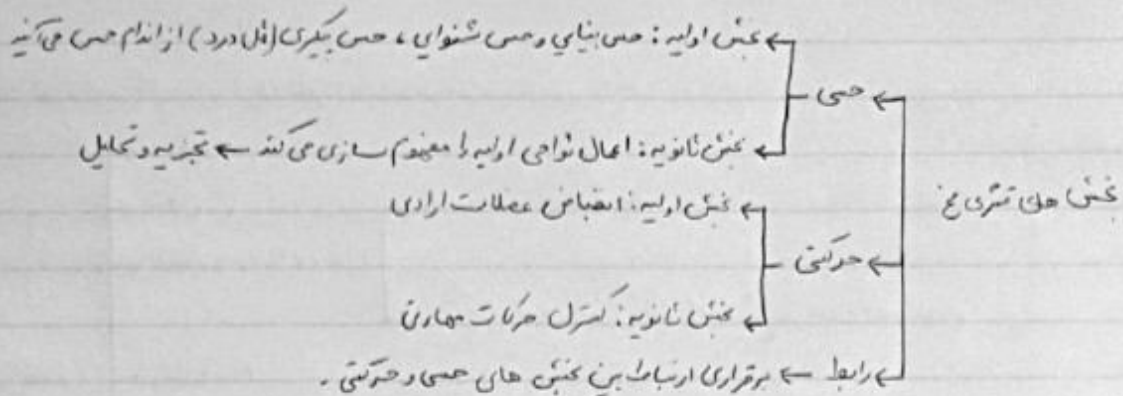 بخش اولیه: حس بینایی و حس شنوایی، حس پیکری (مثل درد) از اندام حس می‌آیند
حسی
بخش ثانویه: اعمال نواحی اولیه را مفهوم سازی می‌کند ← تجزیه و تحلیل
بخش اولیه: انقباض عضلات ارادی
بخش های قشری مخ
حرکتی
بخش ثانویه: کنترل حرکات مهارتی
رابط ← برقراری ارتباط بین بخش های حسی و حرکتی.